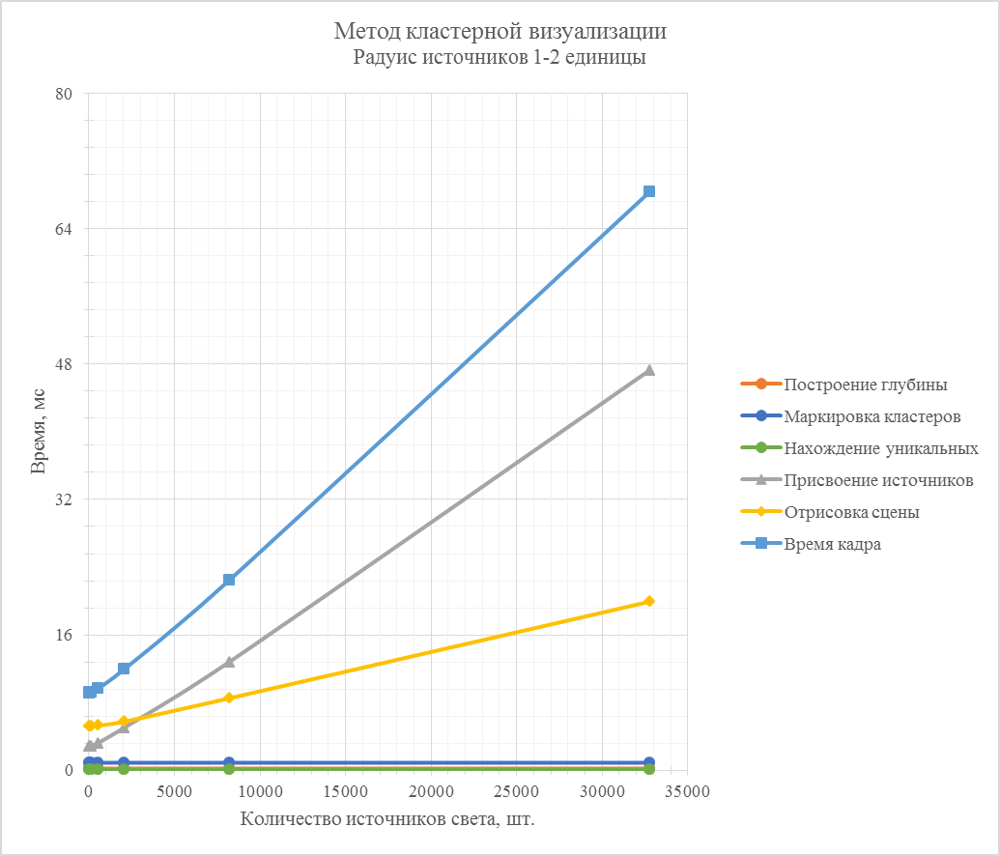 Метод кластерной визуализации
Радуис источников 1-2 единицы
80
64
48
32
16
0
Время, мс
0 5000 10000 15000 20000 25000 30000 35000
Количество источников света, шт.
Построение глубины
Маркировка кластеров
Нахождение уникальных
Присвоение источников
Отрисовка сцены
Время кадра